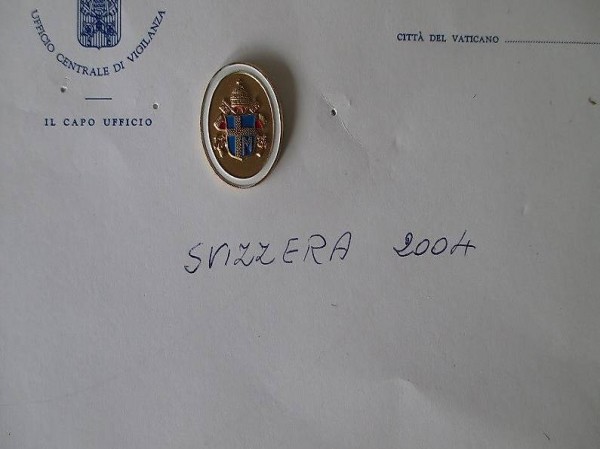 UFFICIO CENTRALE DI VIGILANZA
IL CAPO UFFICIO
CITTÀ DEL VATICANO
M
SVIZZERA 2004